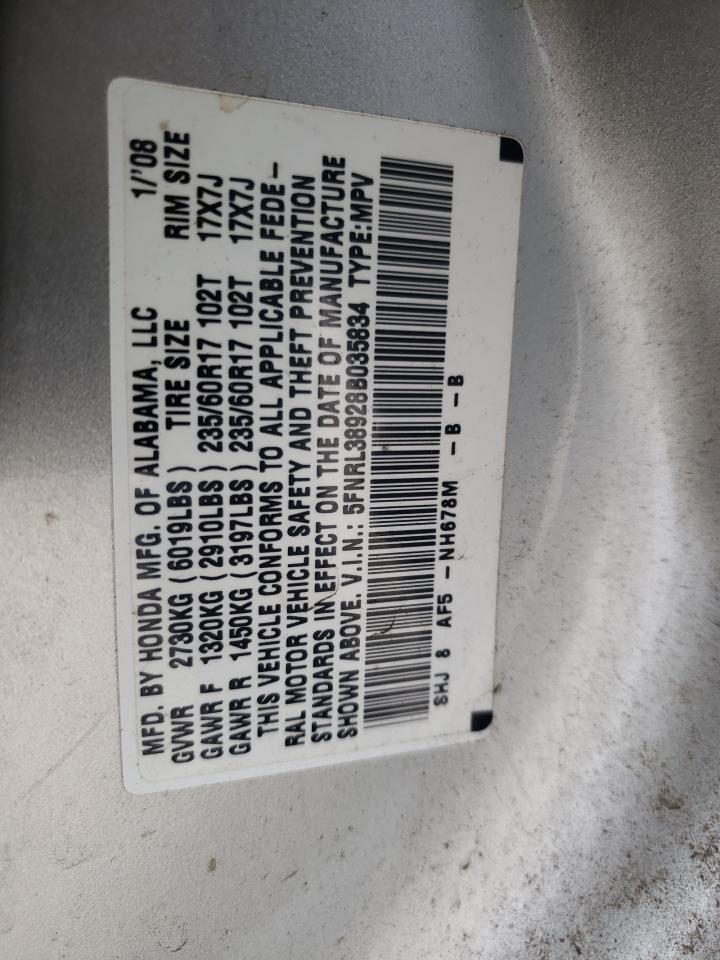 MFD. BY HONDA MFG. OF ALABAMA, LLC 1/'08
GVWR 2730KG (6019LBS) TIRE SIZE RIM SIZE
GAWR F 1320KG (2910LBS) 235/60R17 102T 17X7J
GAWR R 1450KG (3197LBS) 235/60R17 102T 17X7J
THIS VEHICLE CONFORMS TO ALL APPLICABLE FEDE-
RAL MOTOR VEHICLE SAFETY AND THEFT PREVENTION
STANDARDS IN EFFECT ON THE DATE OF MANUFACTURE
SHOWN ABOVE. V.I.N.: 5FNRL38928B035834 TYPE:MPV
SHJ 8 AF5 -NH678M -B -B